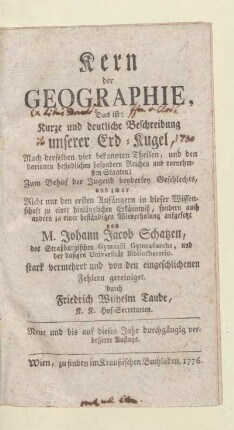 Kern
der
GEOGRAPHIE,
Das ist:
Kurze und deutliche Beschreibung
unserer Erd-Kugel,
Nach derselben vier bekannten Theilen, und den
darinnen befindlichen besondern Reichen und vornehm-
sten Staaten;
Zum Behuf der Jugend beyderley Geschlechts,
und zwar
Nicht nur den ersten Anfängern in dieser Wissen-
schaft zu einer hinlänglichen Erkänntniß, sondern auch
andern zu einer beständigen Wiederholung aufgesetzt
von
M. Johann Jacob Schatzen,
des Straßburgischen Gymnasii Gymnasiarcha, und
der dasigen Universität Bibliothecario.
stark vermehret und von den eingeschlichenen
Fehlern gereiniget.
durch
Friedrich Wilhelm Taube,
K. K. Hof-Secretarien.
Neue und bis auf dieses Jahr durchgängig ver-
besserte Auflage.
Wien, zu finden im Kraußischen Buchladen, 1776.